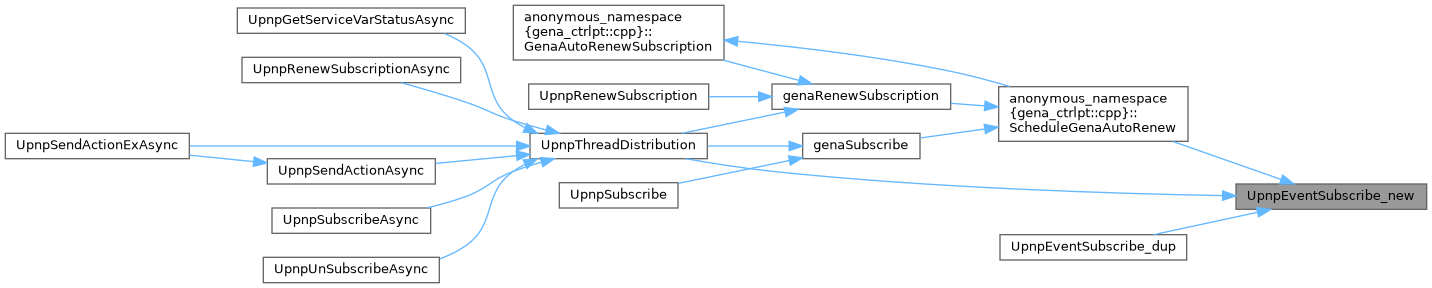 UpnpGetServiceVarStatusAsync
anonymous_namespace
{gena_ctrlpt::cpp}::
GenaAutoRenewSubscription
UpnpRenewSubscriptionAsync
UpnpRenewSubscription
genaRenewSubscription
anonymous_namespace
{gena_ctrlpt::cpp}::
ScheduleGenaAutoRenew
UpnpSendActionExAsync
UpnpThreadDistribution
genaSubscribe
UpnpSendActionAsync
UpnpSubscribe
UpnpEventSubscribe_new
UpnpSubscribeAsync
UpnpEventSubscribe_dup
UpnpUnSubscribeAsync